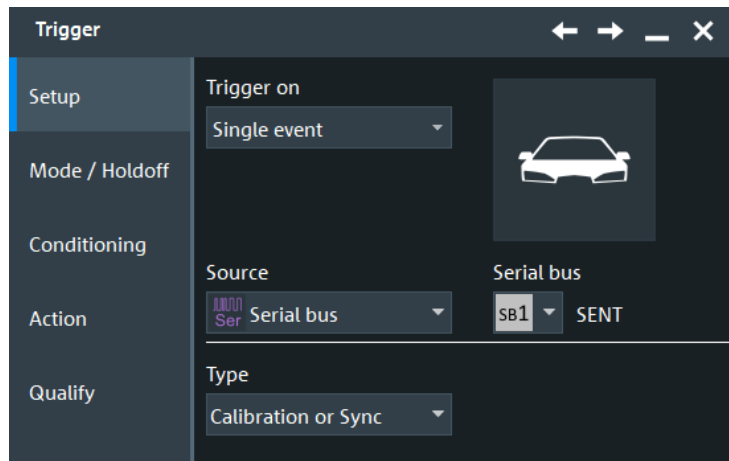 Trigger
Setup
Mode / Holdoff
Conditioning
Action
Qualify
Trigger on
Single event
Source
Serial bus
Ser Serial bus
SB1 SENT
Type
Calibration or Sync